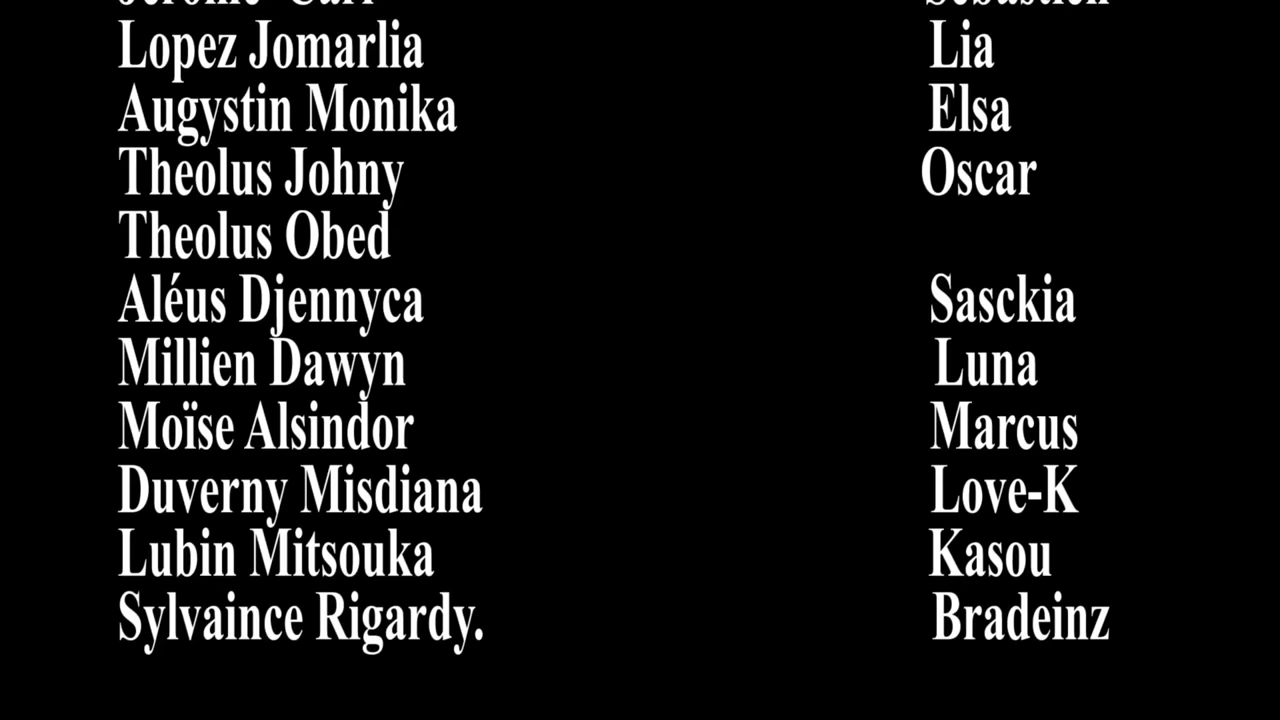 Lopez Jomarlia Lia
Augystin Monika Elsa
Theolus Johny Oscar
Theolus Obed
Aléus Djennyca Sasckia
Millien Dawyn Luna
Moïse Alsindor Marcus
Duverny Misdiana Love-K
Lubin Mitsouka Kasou
Sylvaince Rigardy. Bradeinz